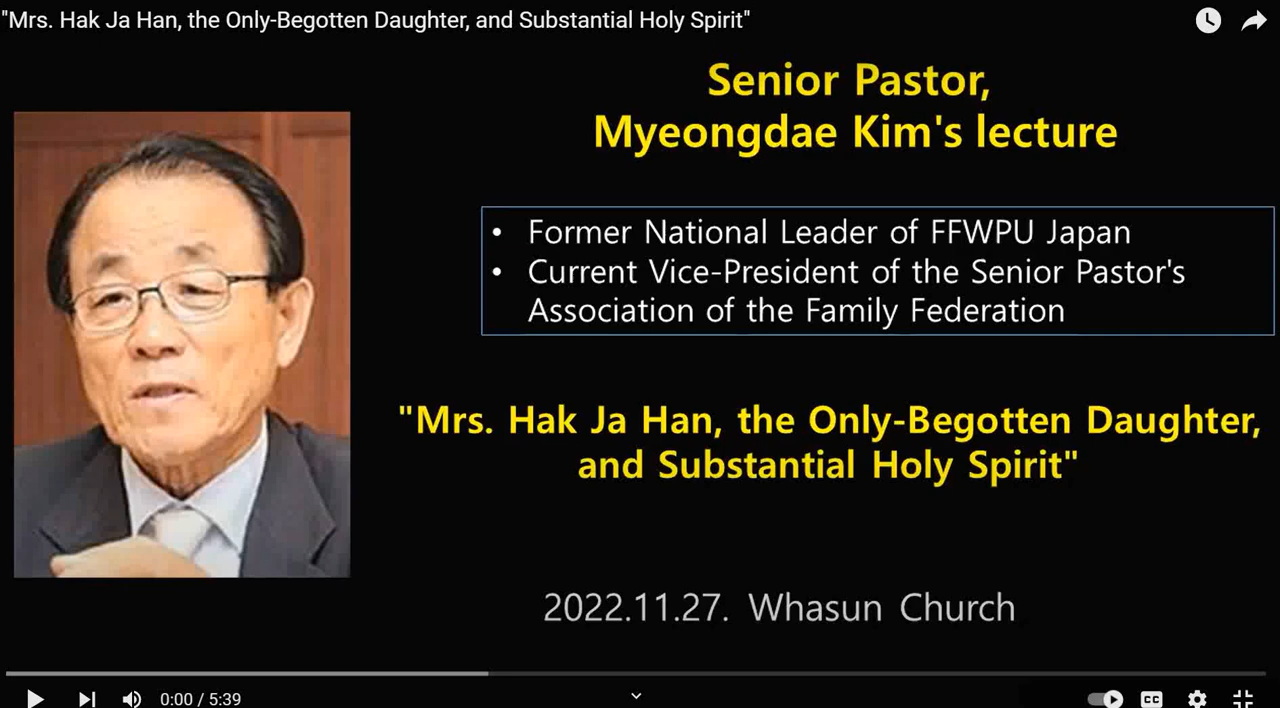 "Mrs. Hak Ja Han, the Only-Begotten Daughter, and Substantial Holy Spirit"
Senior Pastor,
Myeongdae Kim's lecture
• Former National Leader of FFWPU Japan
• Current Vice-President of the Senior Pastor's
Association of the Family Federation
"Mrs. Hak Ja Han, the Only-Begotten Daughter,
and Substantial Holy Spirit"
2022.11.27. Whasun Church
0:00 / 5:39
CC